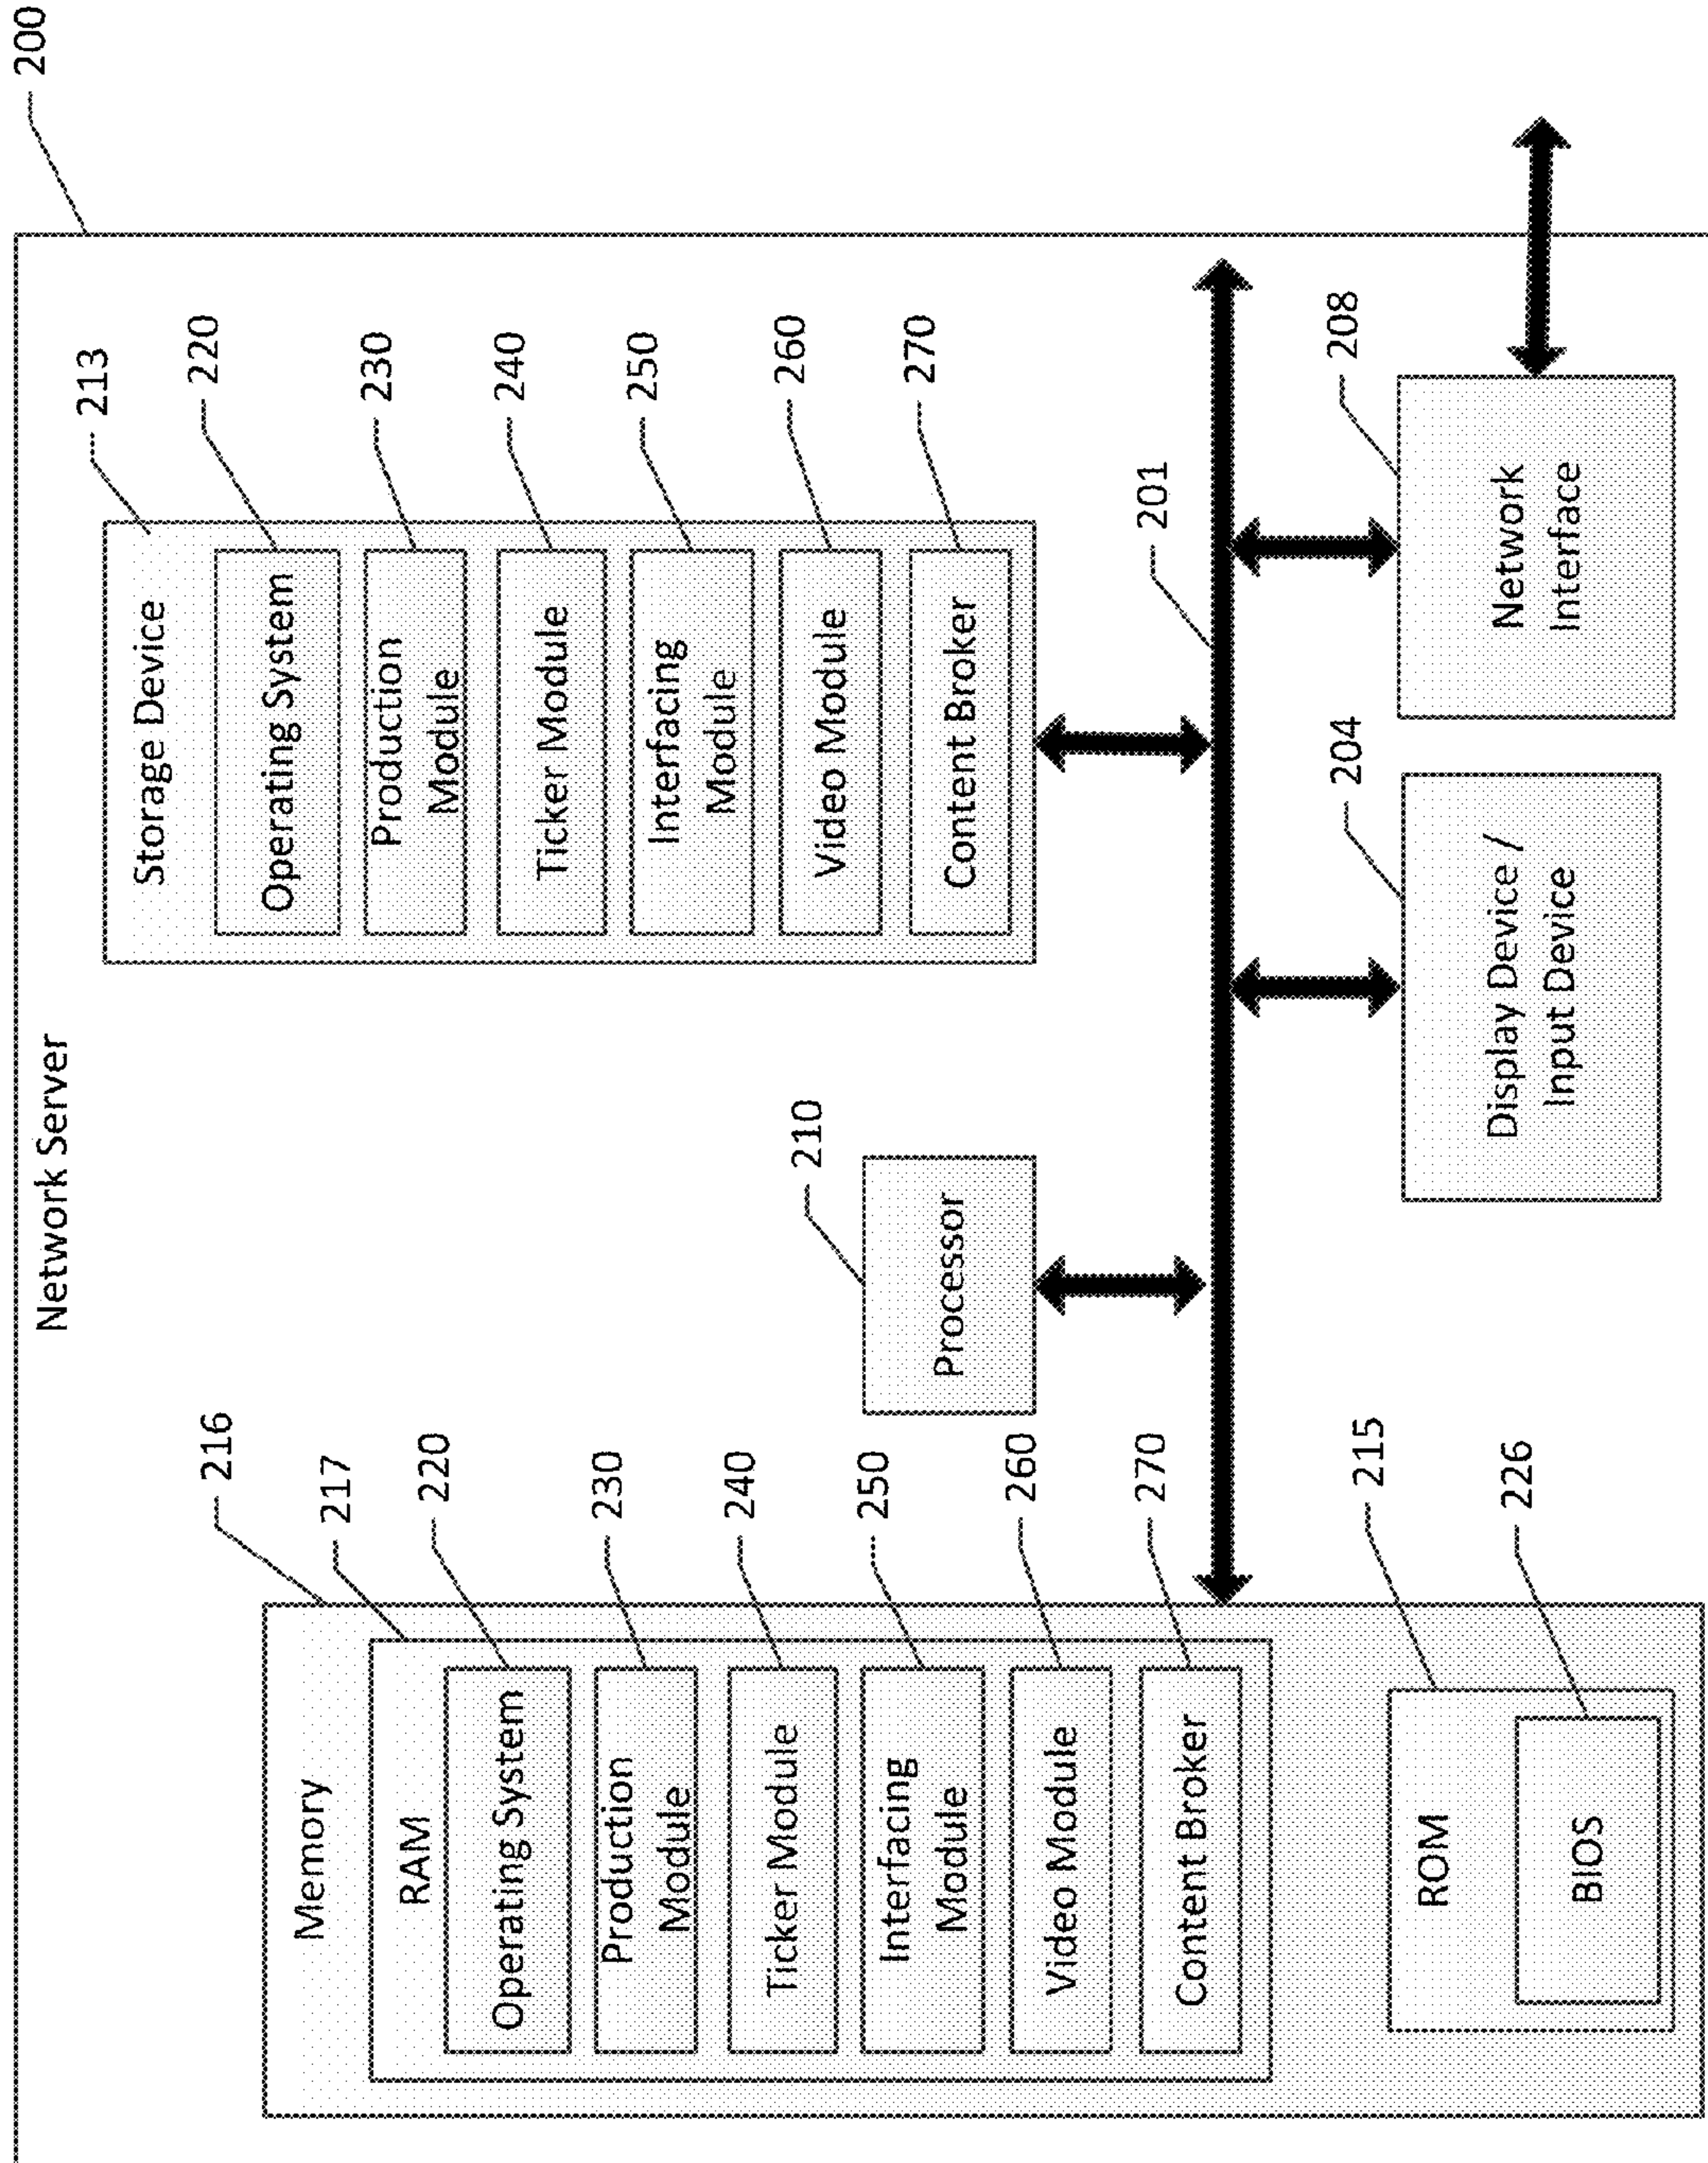 200
Network Server
Memory
216
RAM
217
Operating System
220
Production
Module
230
Ticker Module
240
Interfacing
Module
250
Video Module
260
Content Broker
270
ROM
215
BIOS
226
Processor
210
Storage Device
213
Operating System
220
Production
Module
230
Ticker Module
240
Interfacing
Module
250
Video Module
260
Content Broker
270
201
Display Device /
Input Device
204
Network
Interface
208